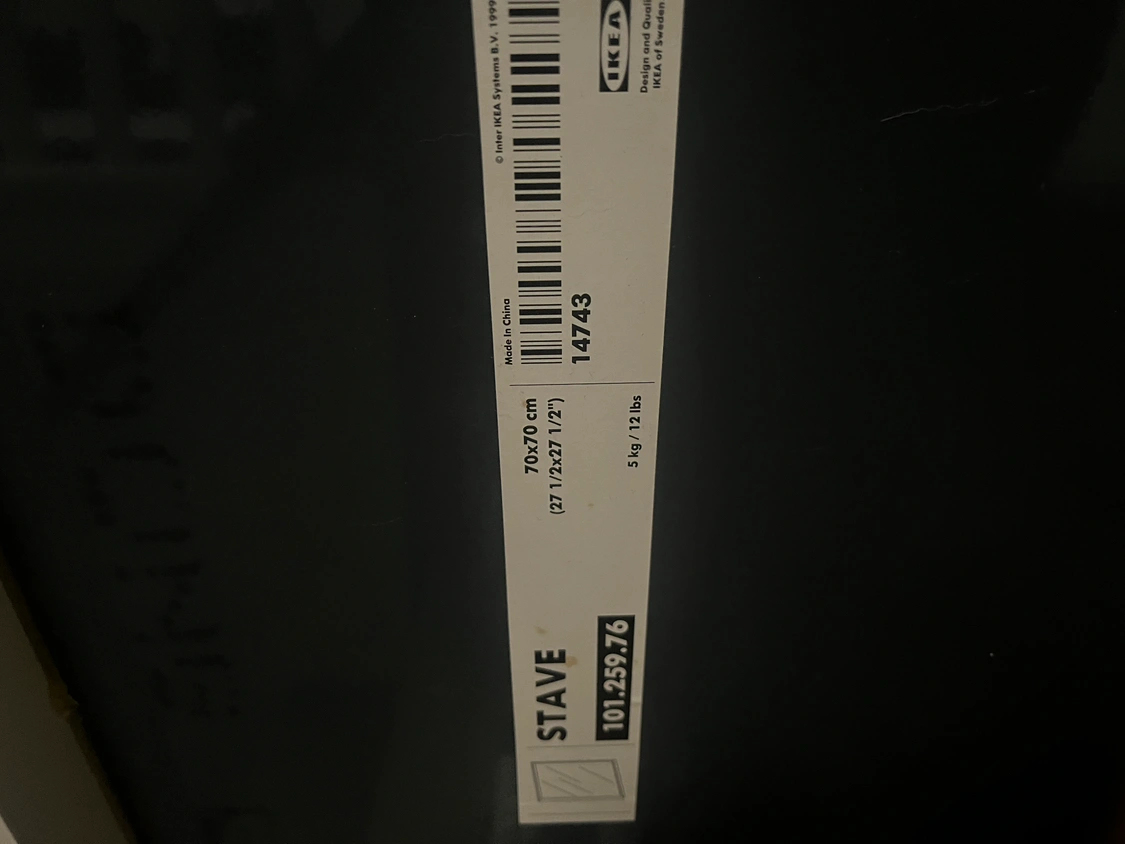 STAVE
101.259.76
70x70 cm
(27 1/2x27 1/2")
5 kg / 12 lbs
Made in China
14743
© Inter IKEA Systems B.V. 1999
IKEA
Design and
IKEA of Sweden